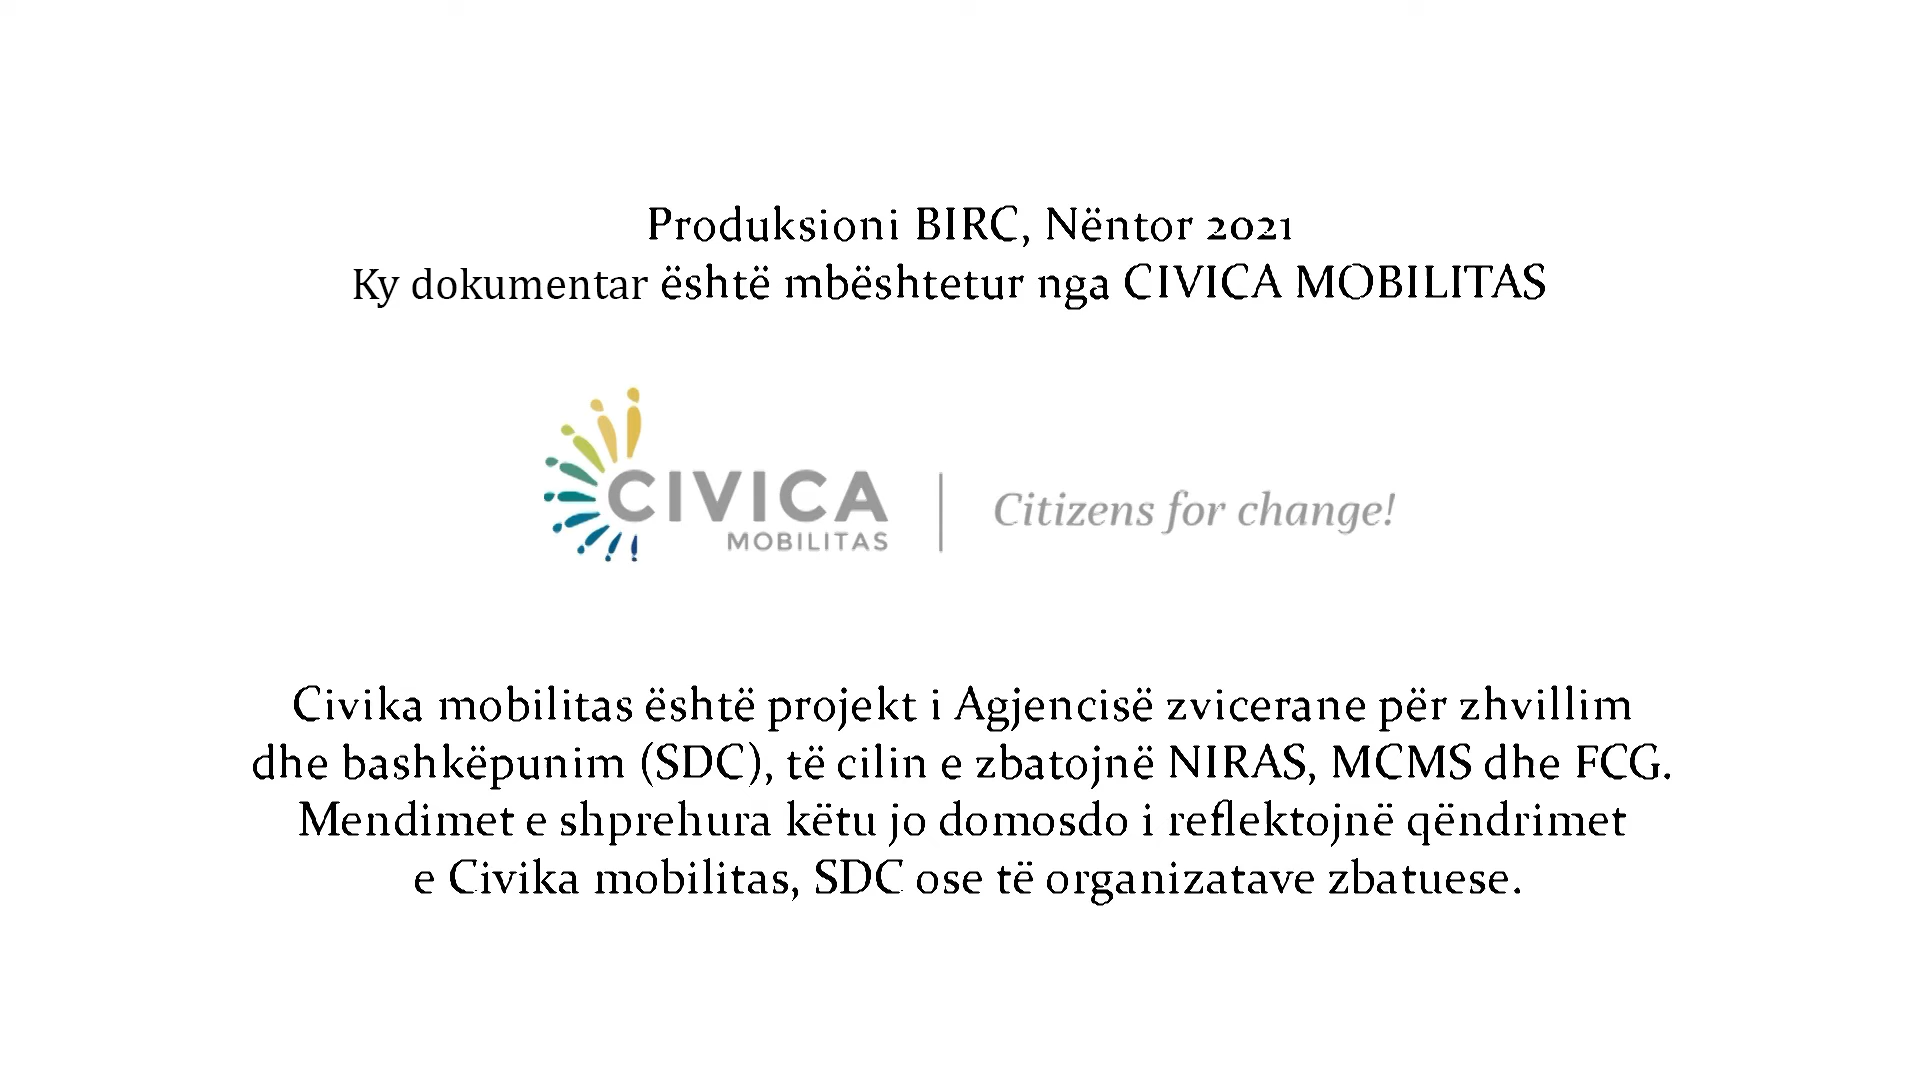 Produksioni BIRC, Nëntor 2021
Ky dokumentar është mbështetur nga CIVICA MOBILITAS
CIVICA
MOBILITAS
Citizens for change!
Civika mobilitas është projekt i Agjencisë zvicerane për zhvillim
dhe bashkëpunim (SDC), të cilin e zbatojnë NIRAS, MCMS dhe FCG.
Mendimet e shprehura këtu jo domosdo i reflektojnë qëndrimet
e Civika mobilitas, SDC ose të organizatave zbatuese.